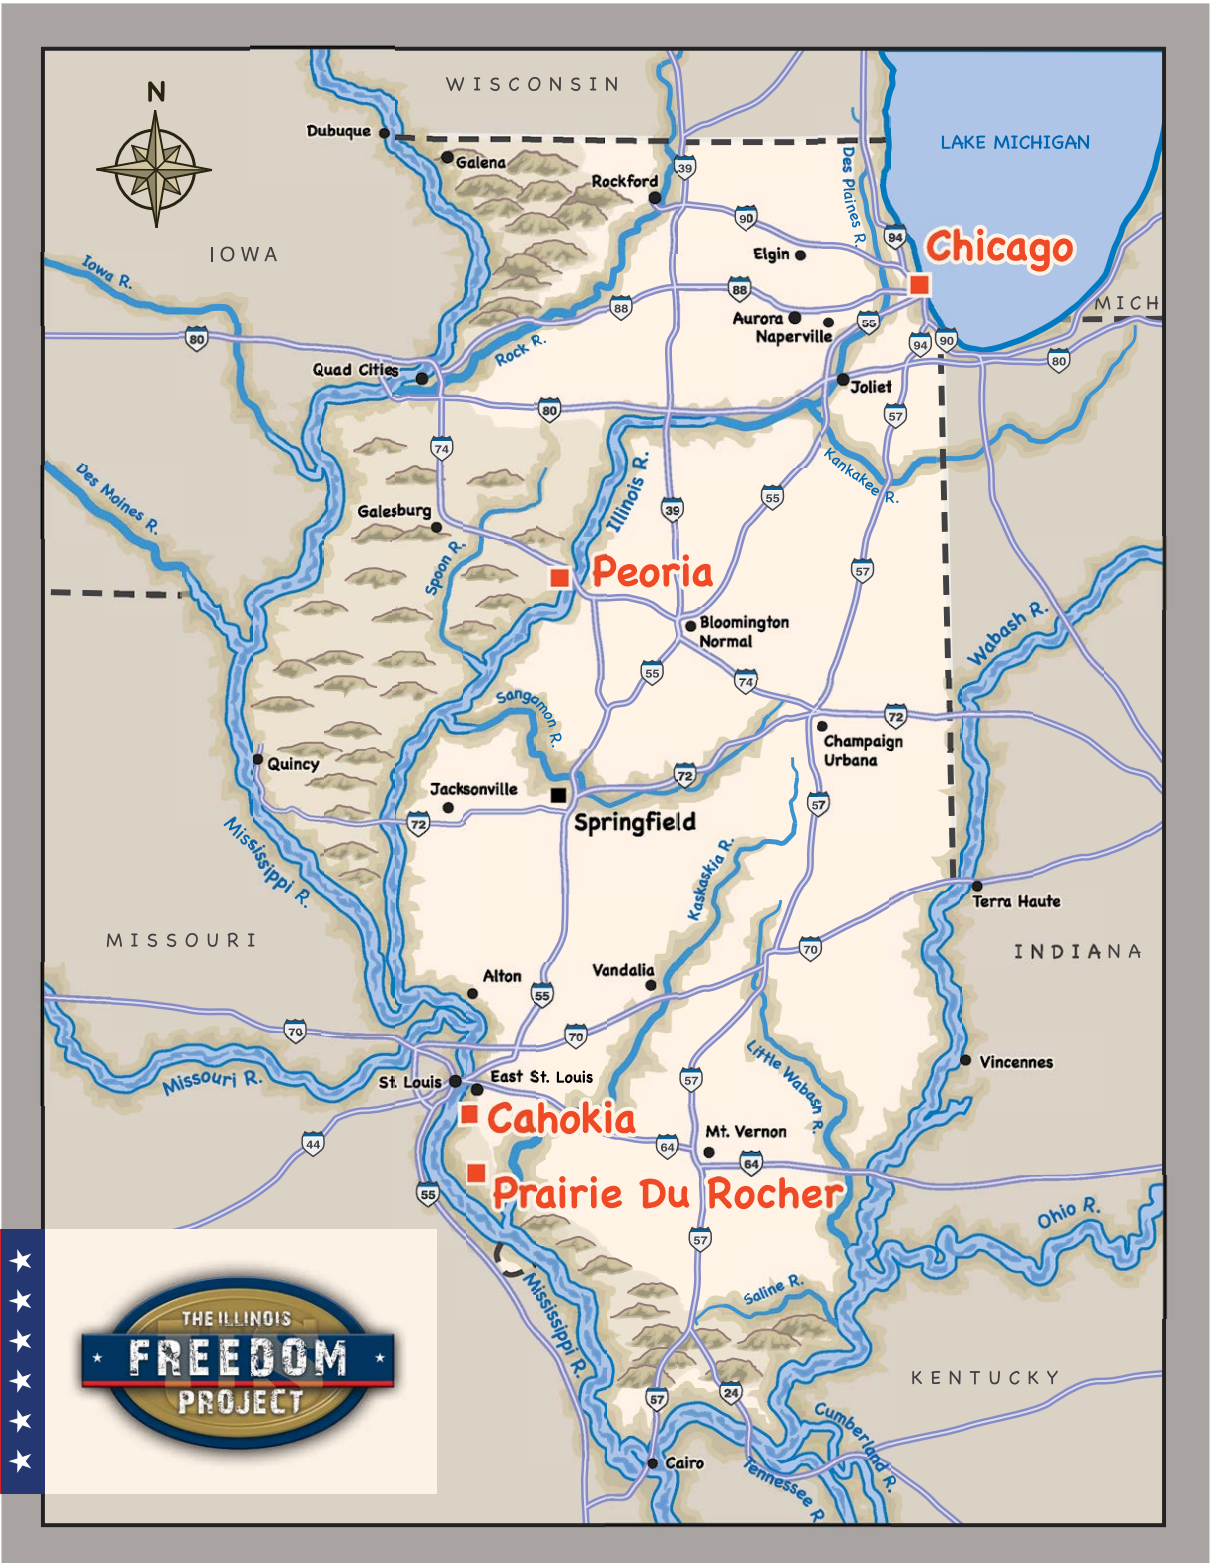 N
WISCONSIN
Dubuque
Galena
LAKE MICHIGAN
39
Rockford
Des Plaines R.
90
94
Chicago
IOWA
Elgin
Iowa R.
88
88
Aurora
Naperville
55
MICH
80
Rock R.
94
90
80
Quad Cities
Joliet
80
57
74
Kankakee R.
Des Moines R.
Illinois R.
55
39
Galesburg
Spoon R.
Peoria
57
Bloomington
Normal
Wabash R.
55
74
Sangamon R.
72
Champaign
Urbana
Quincy
72
Jacksonville
57
Springfield
72
Mississippi R.
Kaskaskia R.
Terra Haute
MISSOURI
70
INDIANA
Alton
Vandalia
55
70
70
Little Wabash R.
Vincennes
Missouri R.
St. Louis
East St. Louis
57
Cahokia
44
64
Mt. Vernon
64
55
Prairie Du Rocher
Ohio R.
57
Mississippi R.
Saline R.
THE ILLINOIS
FREEDOM
PROJECT
57
24
KENTUCKY
Cumberland R.
Cairo
Tennessee R